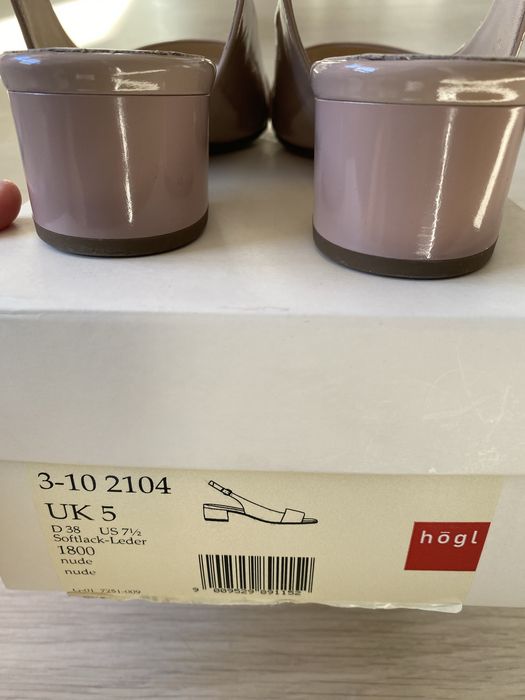 3-10 2104
UK 5
D 38 US 7½
Softlack-Leder
1800
nude
nude
högl